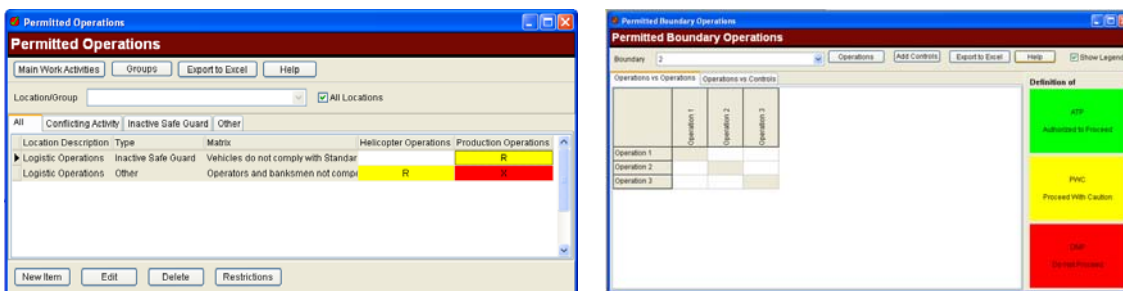 Permitted Operations
Permitted Operations
Main Work Activities Groups Export to Excel Help
Location/Group All Locations
All Conflicting Activity Inactive Safe Guard Other
Location Description Type Matrix Helicopter Operations Production Operations
Logistic Operations Inactive Safe Guard Vehicles do not comply with Standar R
Logistic Operations Other Operators and banksmen not compe R X
New Item Edit Delete Restrictions
Permitted Boundary Operations
Permitted Boundary Operations
Boundary 2 Operations Add Controls Export to Excel Help Show Legend
Operations vs Operations Operations vs Controls
Definition of
Operation 1 Operation 2 Operation 3
Operation 1
Operation 2
Operation 3
ATP
Authorized to Proceed
PWC
Proceed With Caution
DNP
Do not Proceed